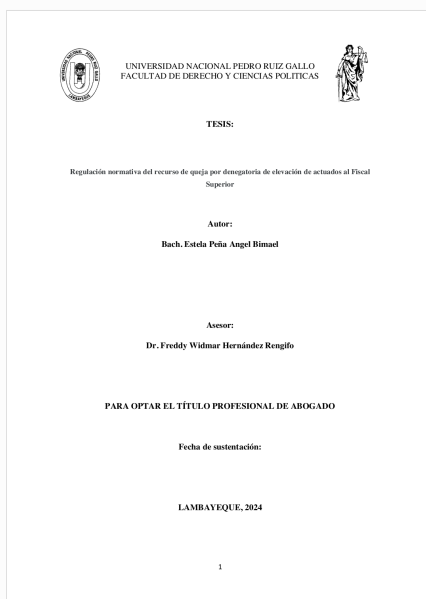 UNIVERSIDAD NACIONAL PEDRO RUIZ GALLO
FACULTAD DE DERECHO Y CIENCIAS POLITICAS
TESIS:
Regulación normativa del recurso de queja por denegatoria de elevación de actuados al Fiscal
Superior
Autor:
Bach. Estela Peña Angel Bimael
Asesor:
Dr. Freddy Widmar Hernández Rengifo
PARA OPTAR EL TÍTULO PROFESIONAL DE ABOGADO
Fecha de sustentación:
LAMBAYEQUE, 2024
1